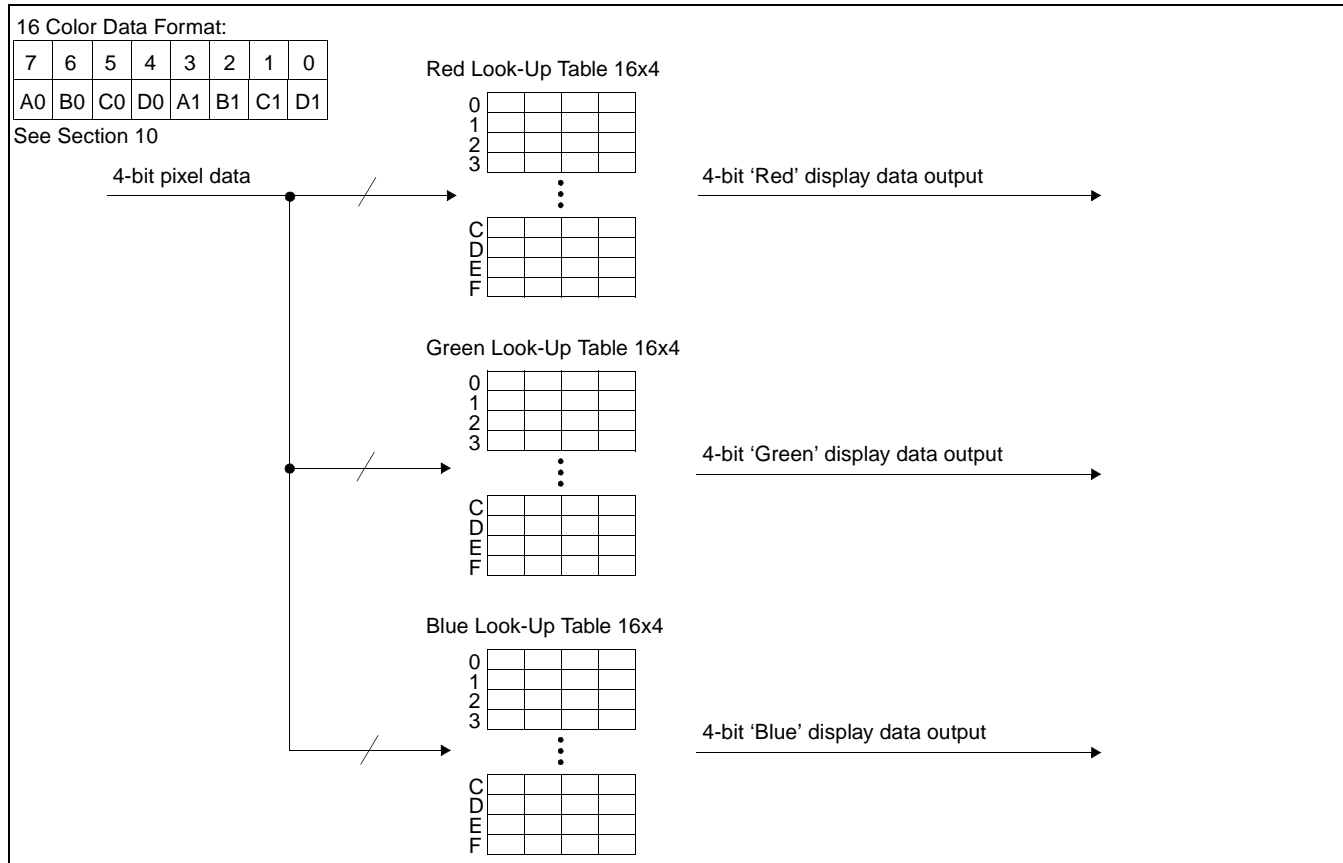 16 Color Data Format:
7 6 5 4 3 2 1 0
A0 B0 C0 D0 A1 B1 C1 D1
See Section 10
Red Look-Up Table 16x4
0
1
2
3
4-bit pixel data
4-bit ‘Red’ display data output
C
D
E
F
Green Look-Up Table 16x4
0
1
2
3
4-bit ‘Green’ display data output
C
D
E
F
Blue Look-Up Table 16x4
0
1
2
3
4-bit ‘Blue’ display data output
C
D
E
F